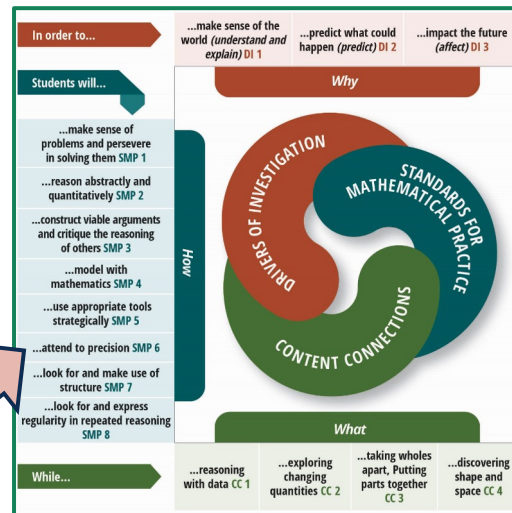 In order to...
...make sense of the
world (understand and
explain) DI 1
...predict what could
happen (predict) DI 2
...impact the future
(affect) DI 3
Students will...
Why
...make sense of
problems and persevere
in solving them SMP 1
...reason abstractly and
quantitatively SMP 2
...construct viable arguments
and critique the reasoning
of others SMP 3
...model with
mathematics SMP 4
...use appropriate tools
strategically SMP 5
...attend to precision SMP 6
...look for and make use of
structure SMP 7
...look for and express
regularity in repeated reasoning
SMP 8
How
DRIVERS OF INVESTIGATION
STANDARDS FOR
MATHEMATICAL PRACTICE
CONTENT CONNECTIONS
What
While...
...reasoning
with data CC 1
...exploring
changing
quantities CC 2
...taking wholes
apart, Putting
parts together
CC 3
...discovering
shape and
space CC 4